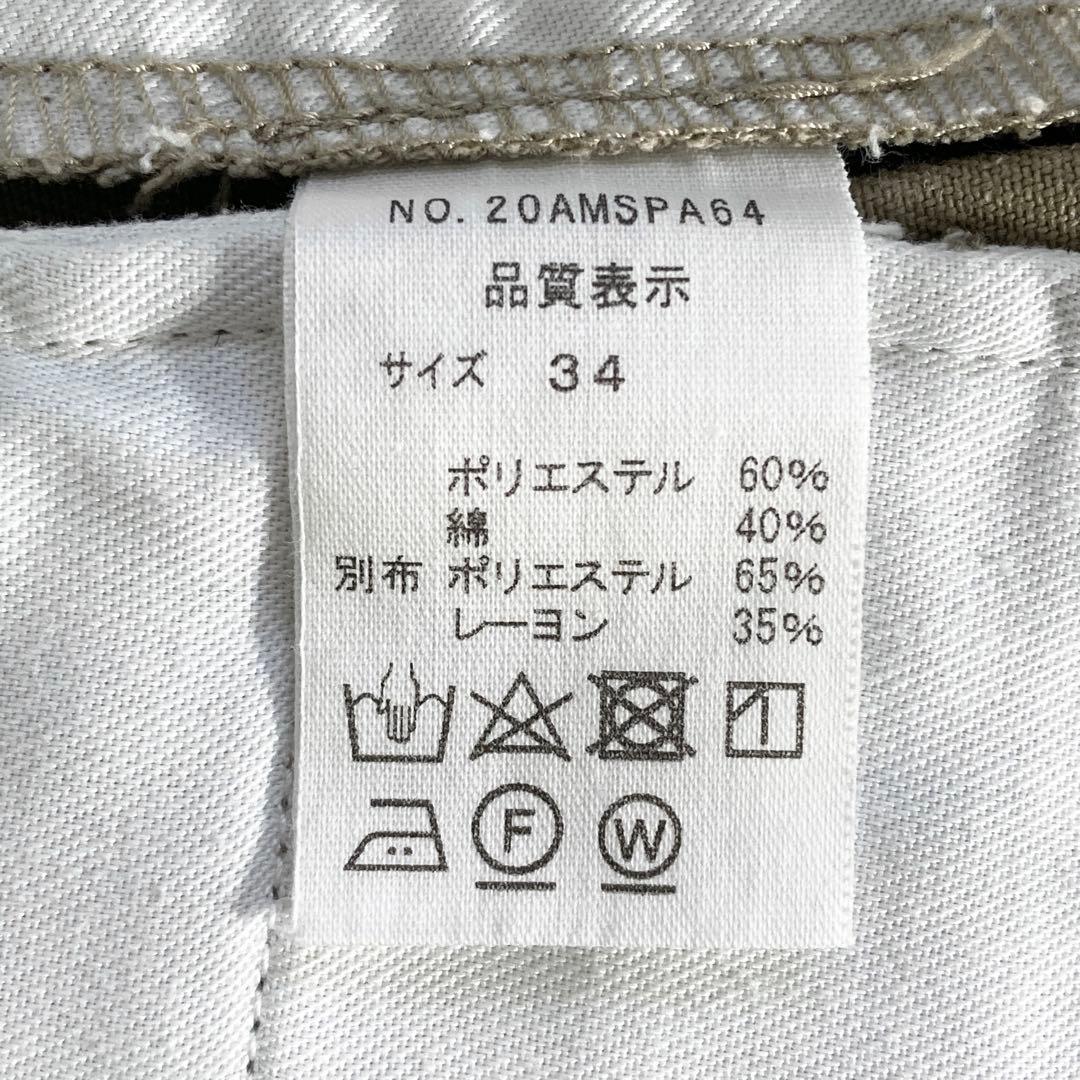 NO. 20AMSPA64
品質表示
サイズ 34
ポリエステル 60%
綿 40%
別布 ポリエステル 65%
レーヨン 35%
F W